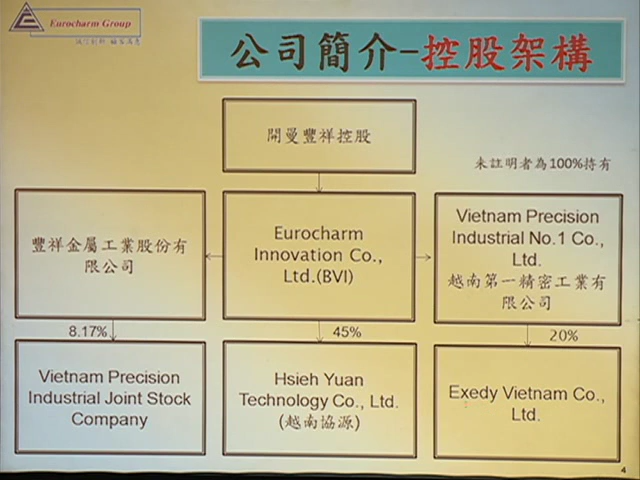 Eurocharm Group
公司簡介-控股架構
開曼豐祥控股
未註明者為100%持有
豐祥金屬工業股份有
限公司
Eurocharm
Innovation Co.,
Ltd.(BVI)
Vietnam Precision
Industrial No.1 Co.,
Ltd.
越南第一精密工業有
限公司
8.17%
45%
20%
Vietnam Precision
Industrial Joint Stock
Company
Hsieh Yuan
Technology Co., Ltd.
(越南協源)
Exedy Vietnam Co.,
Ltd.
4